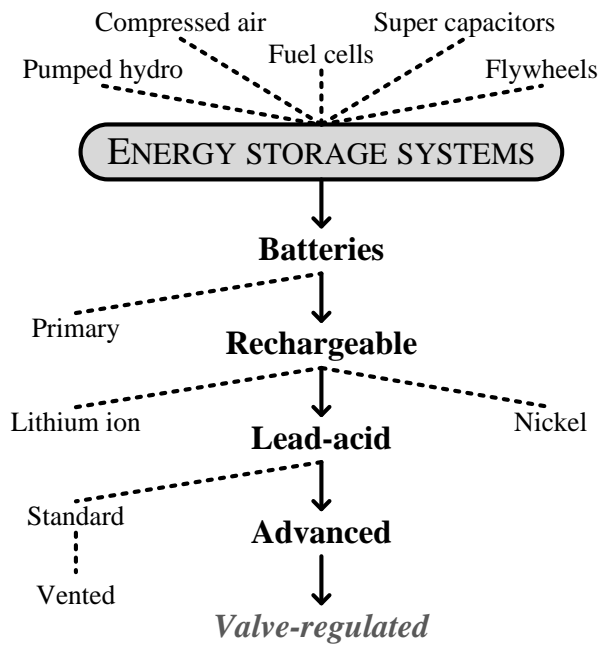 Compressed air
Super capacitors
Fuel cells
Pumped hydro
Flywheels
ENERGY STORAGE SYSTEMS
Batteries
Primary
Rechargeable
Lithium ion
Nickel
Lead-acid
Standard
Advanced
Vented
Valve-regulated